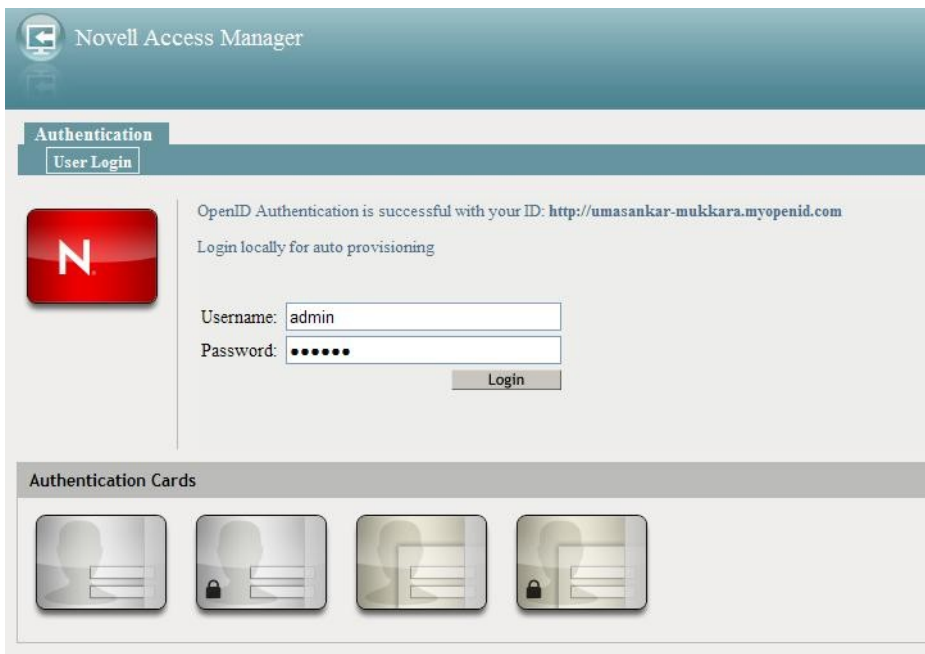 Novell Access Manager
Authentication
User Login
OpenID Authentication is successful with your ID: http://umasankar-mukkara.myopenid.com
Login locally for auto provisioning
N.
Username: admin
Password: ●●●●●●
Login
Authentication Cards